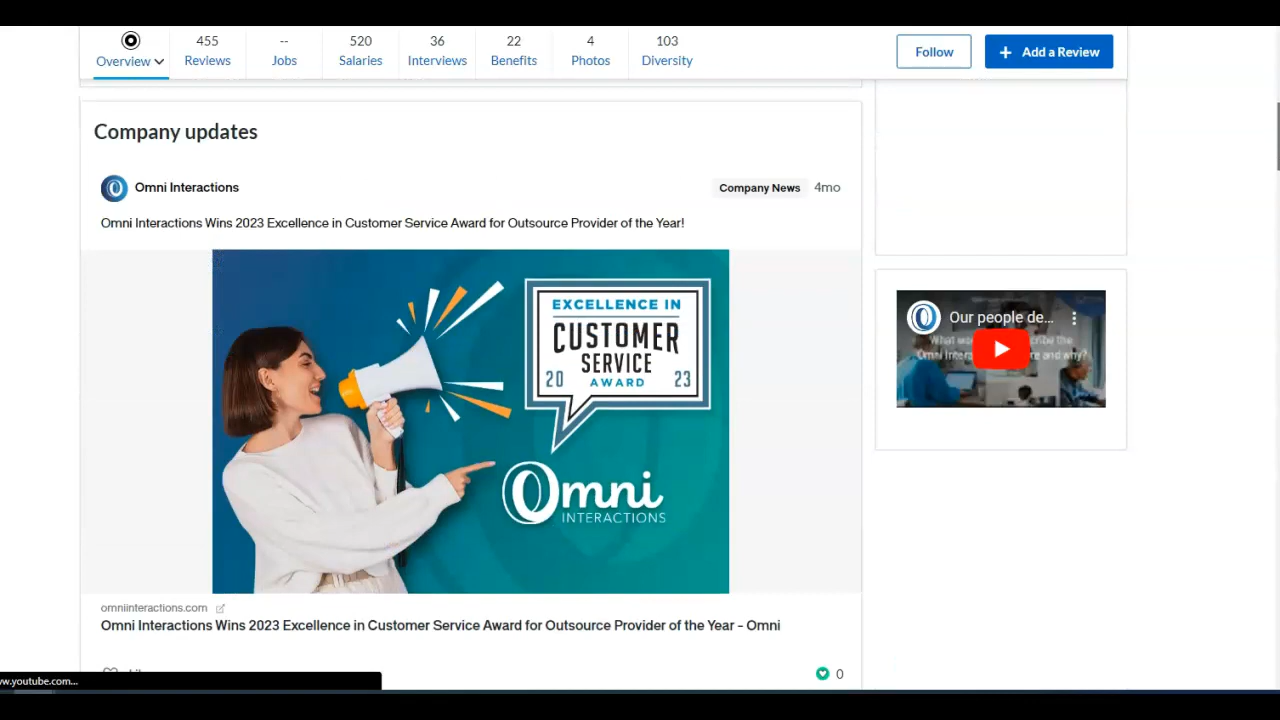 455
--
520
36
22
4
103
Overview
Reviews
Jobs
Salaries
Interviews
Benefits
Photos
Diversity
Follow
+ Add a Review
Company updates
Omni Interactions
Company News
4mo
Omni Interactions Wins 2023 Excellence in Customer Service Award for Outsource Provider of the Year!
EXCELLENCE IN
CUSTOMER
SERVICE
20 AWARD 23
Omni
INTERACTIONS
Our people de...
omniinteractions.com
Omni Interactions Wins 2023 Excellence in Customer Service Award for Outsource Provider of the Year - Omni
0
w.youtube.com...